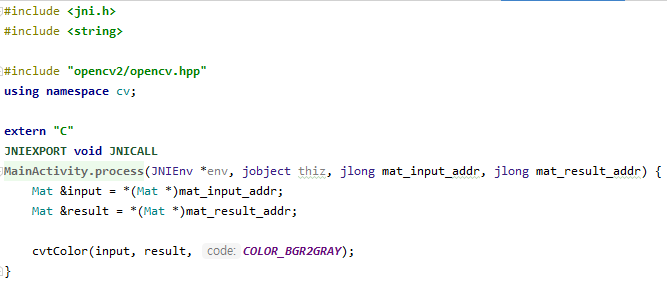 #include <jni.h>
#include <string>
#include "opencv2/opencv.hpp"
using namespace cv;
extern "C"
JNIEXPORT void JNICALL
MainActivity.process(JNIEnv *env, jobject thiz, jlong mat_input_addr, jlong mat_result_addr) {
    Mat &input = *(Mat *)mat_input_addr;
    Mat &result = *(Mat *)mat_result_addr;
    cvtColor(input, result, code: COLOR_BGR2GRAY);
}